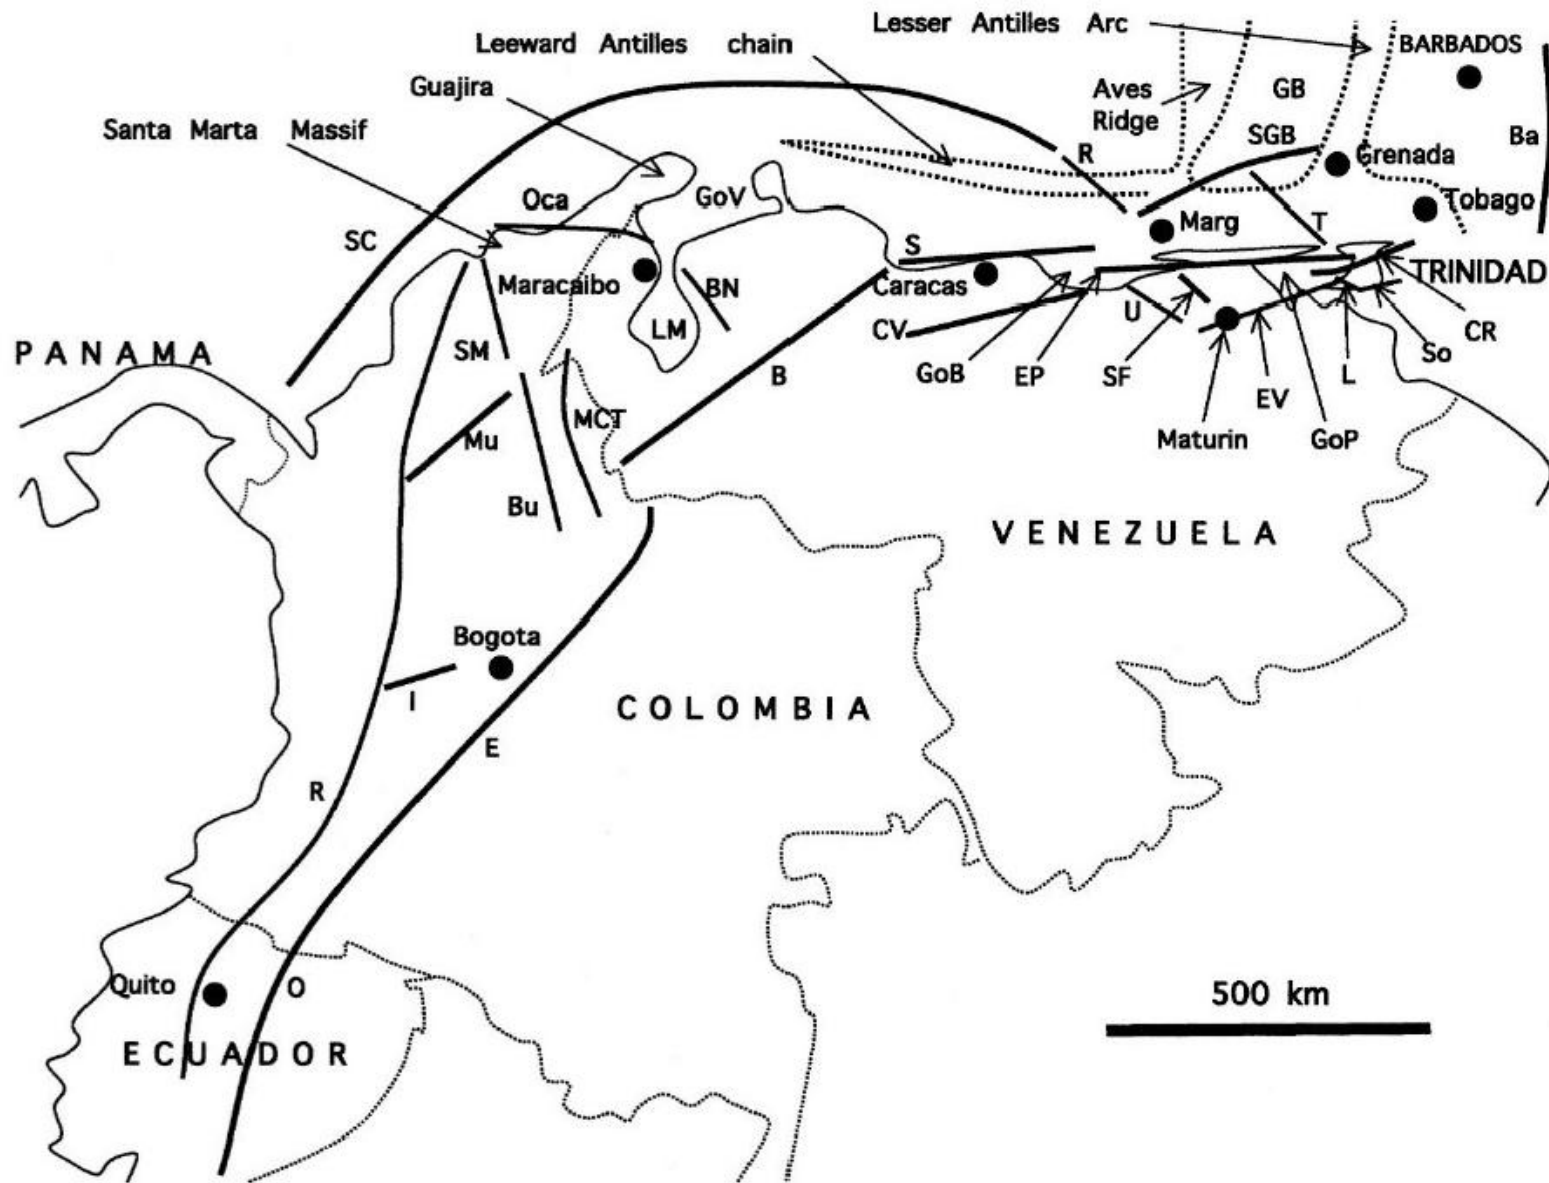 Lesser Antilles Arc
Leeward Antilles chain
BARBADOS
Guajira
Aves
Ridge
GB
Santa Marta Massif
SGB
Ba
R
Grenada
Oca
GoV
Tobago
SC
S
Marg
T
Maracaibo
BN
Caracas
TRINIDAD
LM
CV
U
CR
PANAMA
SM
B
GoB
EP
SF
EV
L
So
Mu
MCT
Maturin
GoP
Bu
VENEZUELA
Bogota
I
COLOMBIA
E
R
Quito
O
500 km
ECUADOR